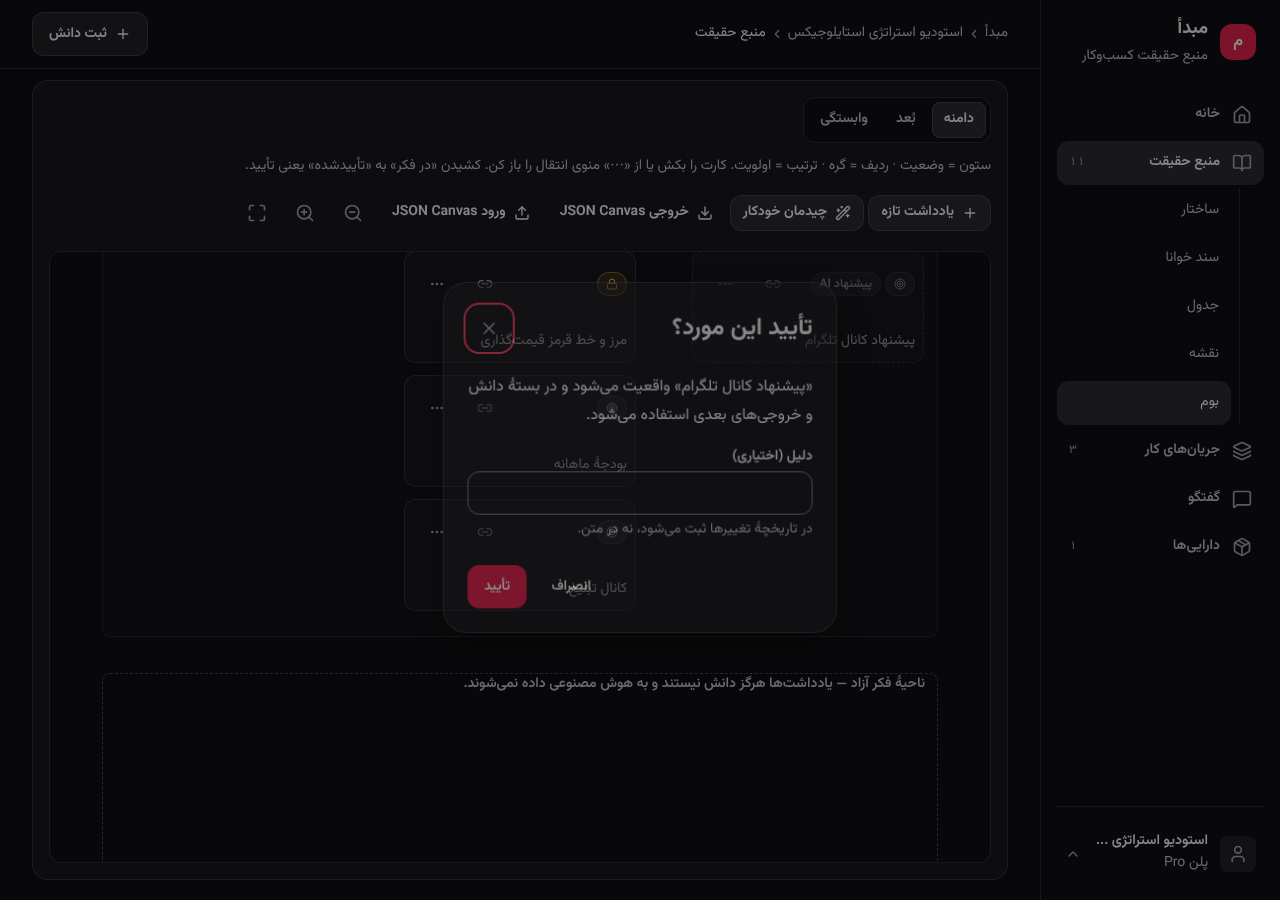 مبدأ
منبع حقیقت کسب‌وکار
م
خانه
منبع حقیقت
۱۱
ساختار
سند خوانا
جدول
نقشه
بوم
جریان‌های کار
۳
گفتگو
دارایی‌ها
۱
استودیو استراتژی ...
پلن Pro
مبدأ › استودیو استراتژی استایلوجیکس › منبع حقیقت
ثبت دانش
دامنه
بُعد
وابستگی
ستون = وضعیت · ردیف = گره · ترتیب = اولویت. کارت را بکش یا از «⋯» منوی انتقال را باز کن. کشیدن «در فکر» به «تأییدشده» یعنی تأیید.
یادداشت تازه
چیدمان خودکار
خروجی JSON Canvas
ورود JSON Canvas
پیشنهاد AI
پیشنهاد کانال تلگرام
مرز و خط قرمز قیمت‌گذاری
بودجهٔ ماهانه
کانال تبلیغ
تأیید این مورد؟
«پیشنهاد کانال تلگرام» واقعیت می‌شود و در بستهٔ دانش
و خروجی‌های بعدی استفاده می‌شود.
دلیل (اختیاری)
در تاریخچهٔ تغییرها ثبت می‌شود، نه در متن.
انصراف
تأیید
ناحیهٔ فکر آزاد — یادداشت‌ها هرگز دانش نیستند و به هوش مصنوعی داده نمی‌شوند.